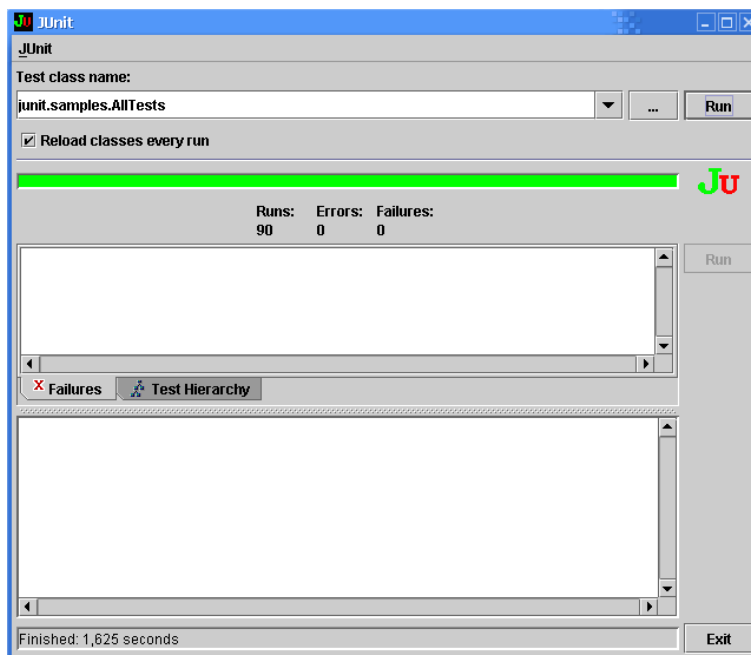 JU JUnit
JUnit
Test class name:
junit.samples.AllTests ... Run
Reload classes every run
JU
Runs: Errors: Failures:
90 0 0
Run
X Failures Test Hierarchy
Finished: 1,625 seconds Exit